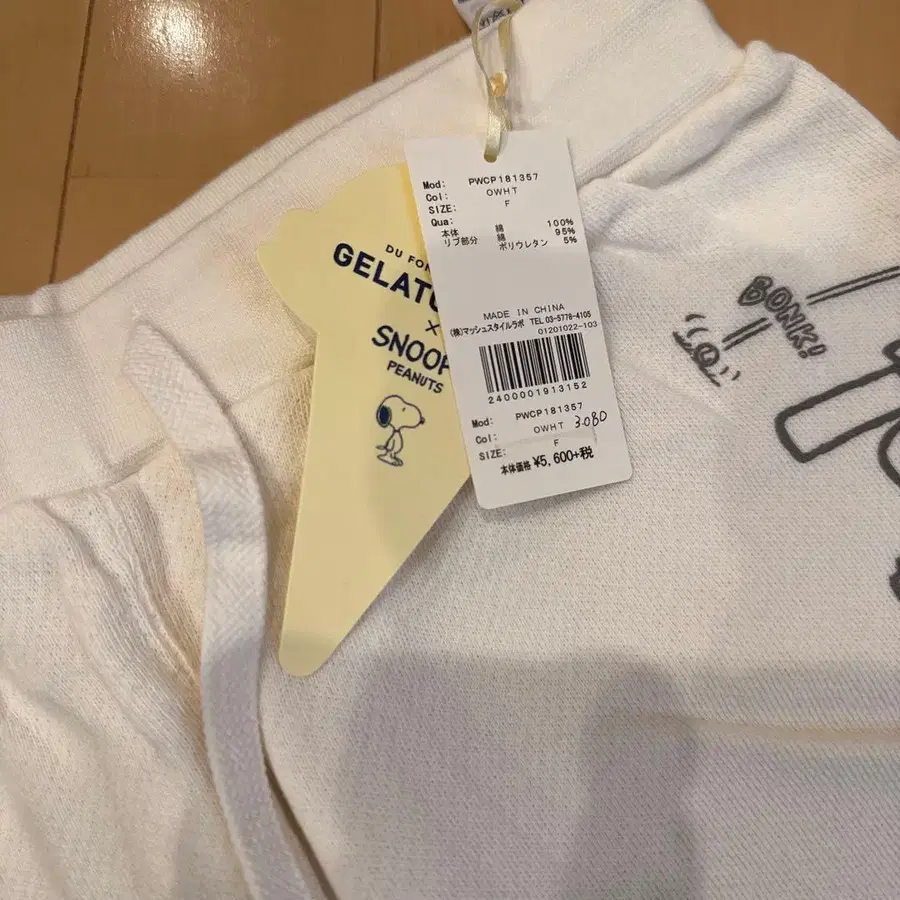 DU FON
GELATO
×
SNOOP
PEANUTS
Mod: PWCP181357
Col: OWHT
SIZE: F
Qua:
本体 綿 100%
リブ部分 綿 95%
ポリウレタン 5%
MADE IN CHINA
(株)マッシュスタイルラボ TEL 03-5778-4105
01201022-103
2400001913152
Mod: PWCP181357
Col: OWHT 3080
SIZE: F
本体価格 ¥5,600+税
BONK!